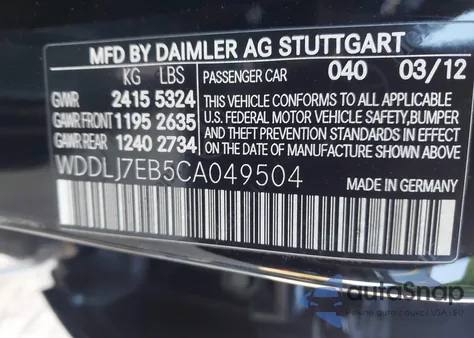 MFD BY DAIMLER AG STUTTGART
KG LBS
PASSENGER CAR 040 03/12
GVWR 2415 5324
GAWR FRONT 1195 2635
GAWR REAR 1240 2734
THIS VEHICLE CONFORMS TO ALL APPLICABLE
U.S. FEDERAL MOTOR VEHICLE SAFETY,BUMPER
AND THEFT PREVENTION STANDARDS IN EFFECT
ON THE DATE OF MANUFACTURE SHOWN ABOVE.
WDDLJ7EB5CA049504
MADE IN GERMANY
autaSnap